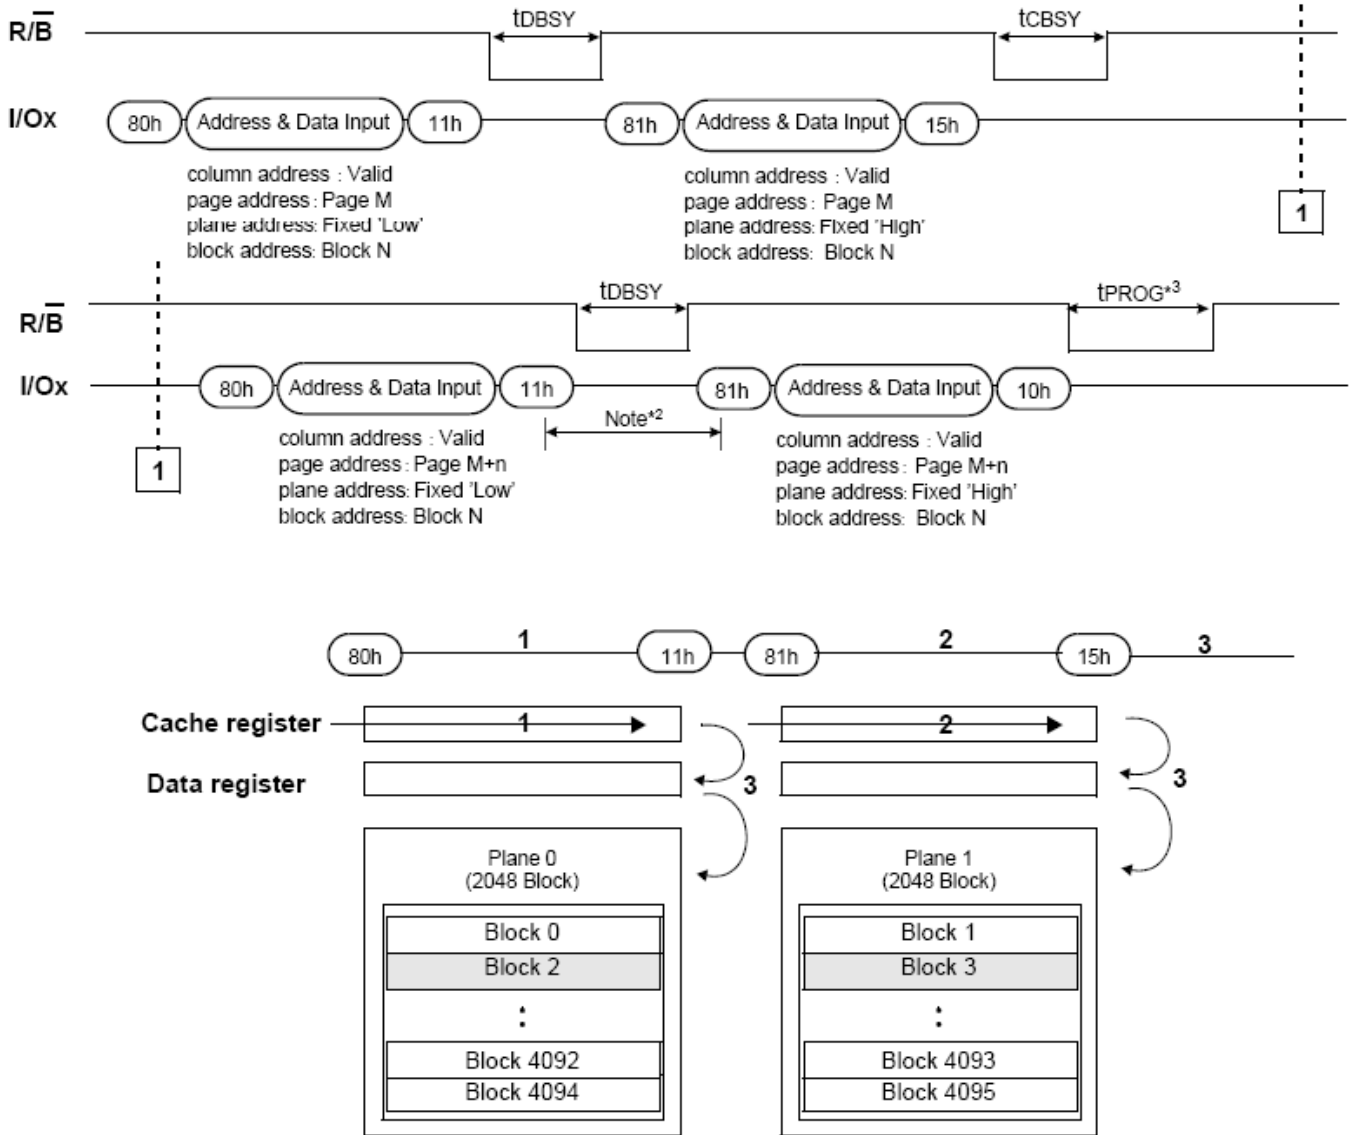 tDBSY tCBSY
R/B̅
I/Ox 80h Address & Data Input 11h 81h Address & Data Input 15h
column address : Valid column address : Valid
page address : Page M page address : Page M
plane address: Fixed 'Low' plane address: Fixed 'High'
block address: Block N block address: Block N
1
tDBSY tPROG*3
R/B̅
I/Ox 80h Address & Data Input 11h 81h Address & Data Input 10h
Note*2
column address : Valid column address : Valid
page address : Page M+n page address : Page M+n
plane address: Fixed 'Low' plane address: Fixed 'High'
block address: Block N block address: Block N
1
80h 1 11h 81h 2 15h 3
Cache register 1 2
Data register 3 3
Plane 0 Plane 1
(2048 Block) (2048 Block)
Block 0 Block 1
Block 2 Block 3
⋮ ⋮
Block 4092 Block 4093
Block 4094 Block 4095